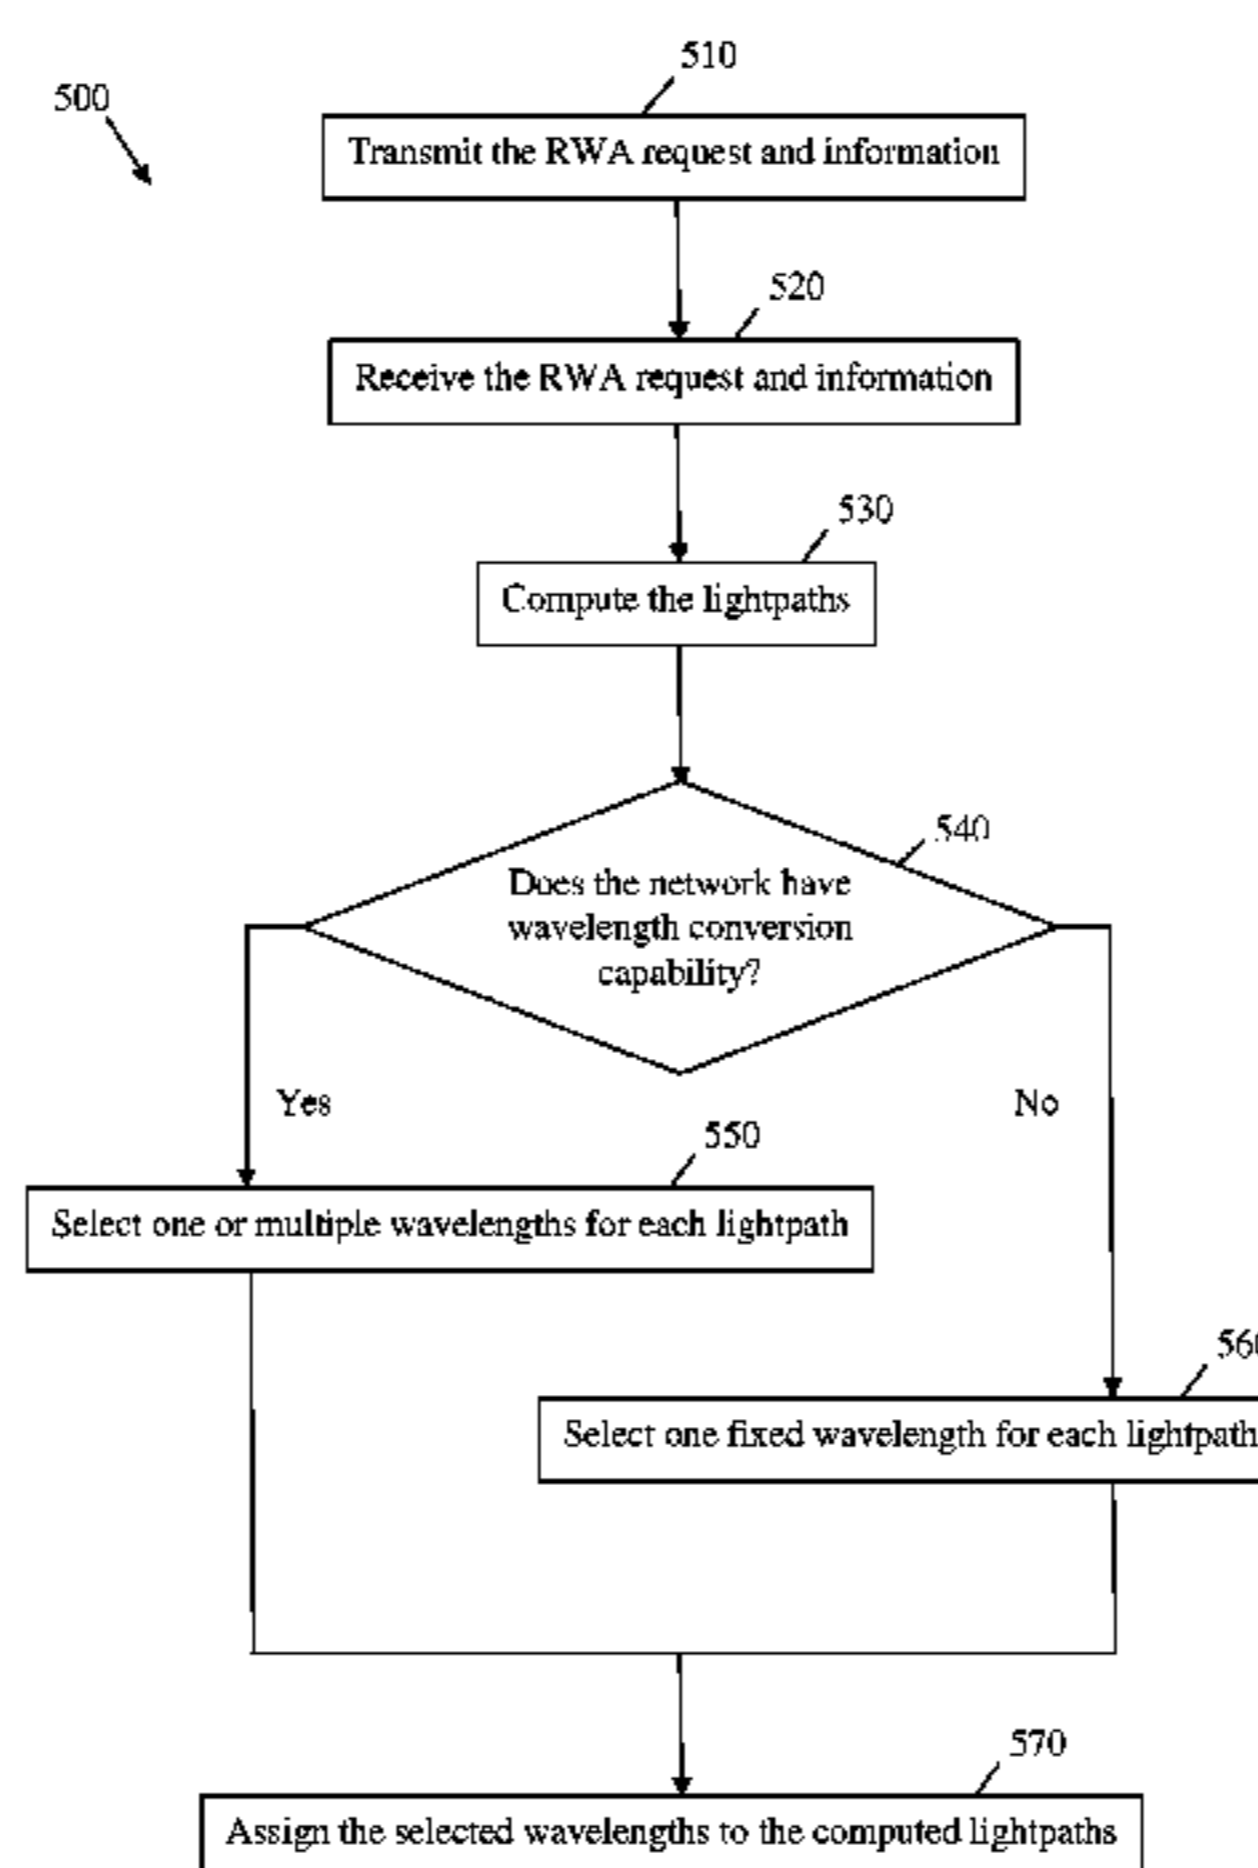 510
500
Transmit the RWA request and information
520
Receive the RWA request and information
530
Compute the lightpaths
540
Does the network have
wavelength conversion
capability?
Yes
No
550
Select one or multiple wavelengths for each lightpath
560
Select one fixed wavelength for each lightpath
570
Assign the selected wavelengths to the computed lightpaths